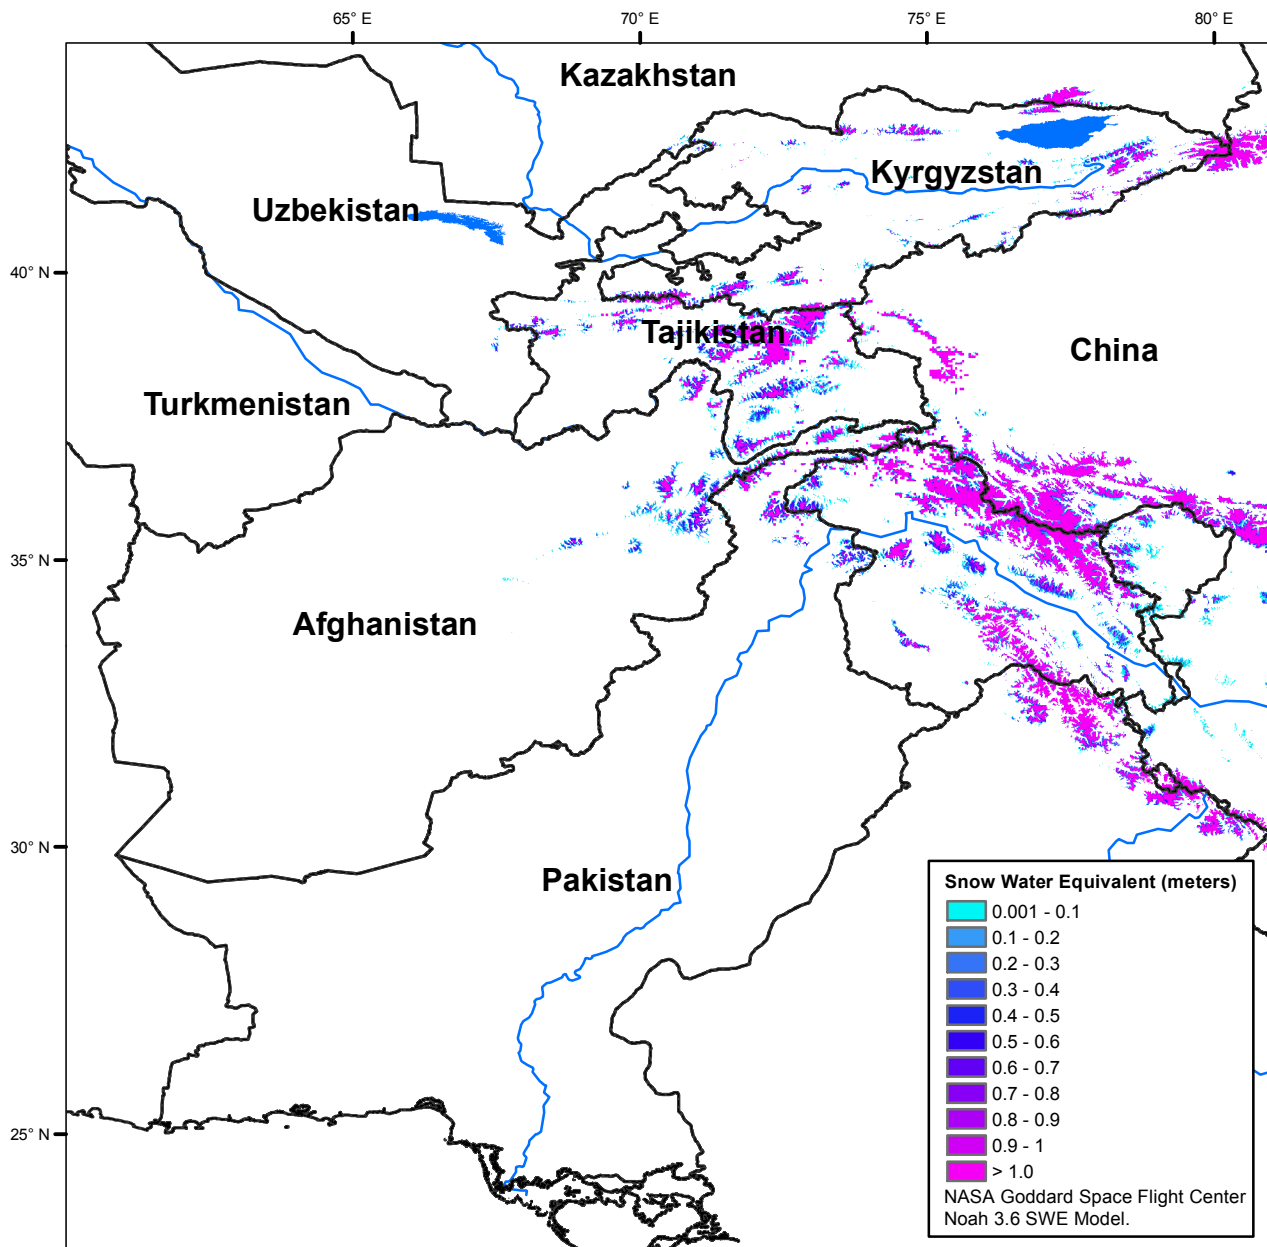 65° E
70° E
75° E
80° E
Kazakhstan
Kyrgyzstan
Uzbekistan
40° N
Tajikistan
China
Turkmenistan
35° N
Afghanistan
30° N
Pakistan
25° N
Snow Water Equivalent (meters)
0.001 - 0.1
0.1 - 0.2
0.2 - 0.3
0.3 - 0.4
0.4 - 0.5
0.5 - 0.6
0.6 - 0.7
0.7 - 0.8
0.8 - 0.9
0.9 - 1
> 1.0
NASA Goddard Space Flight Center
Noah 3.6 SWE Model.